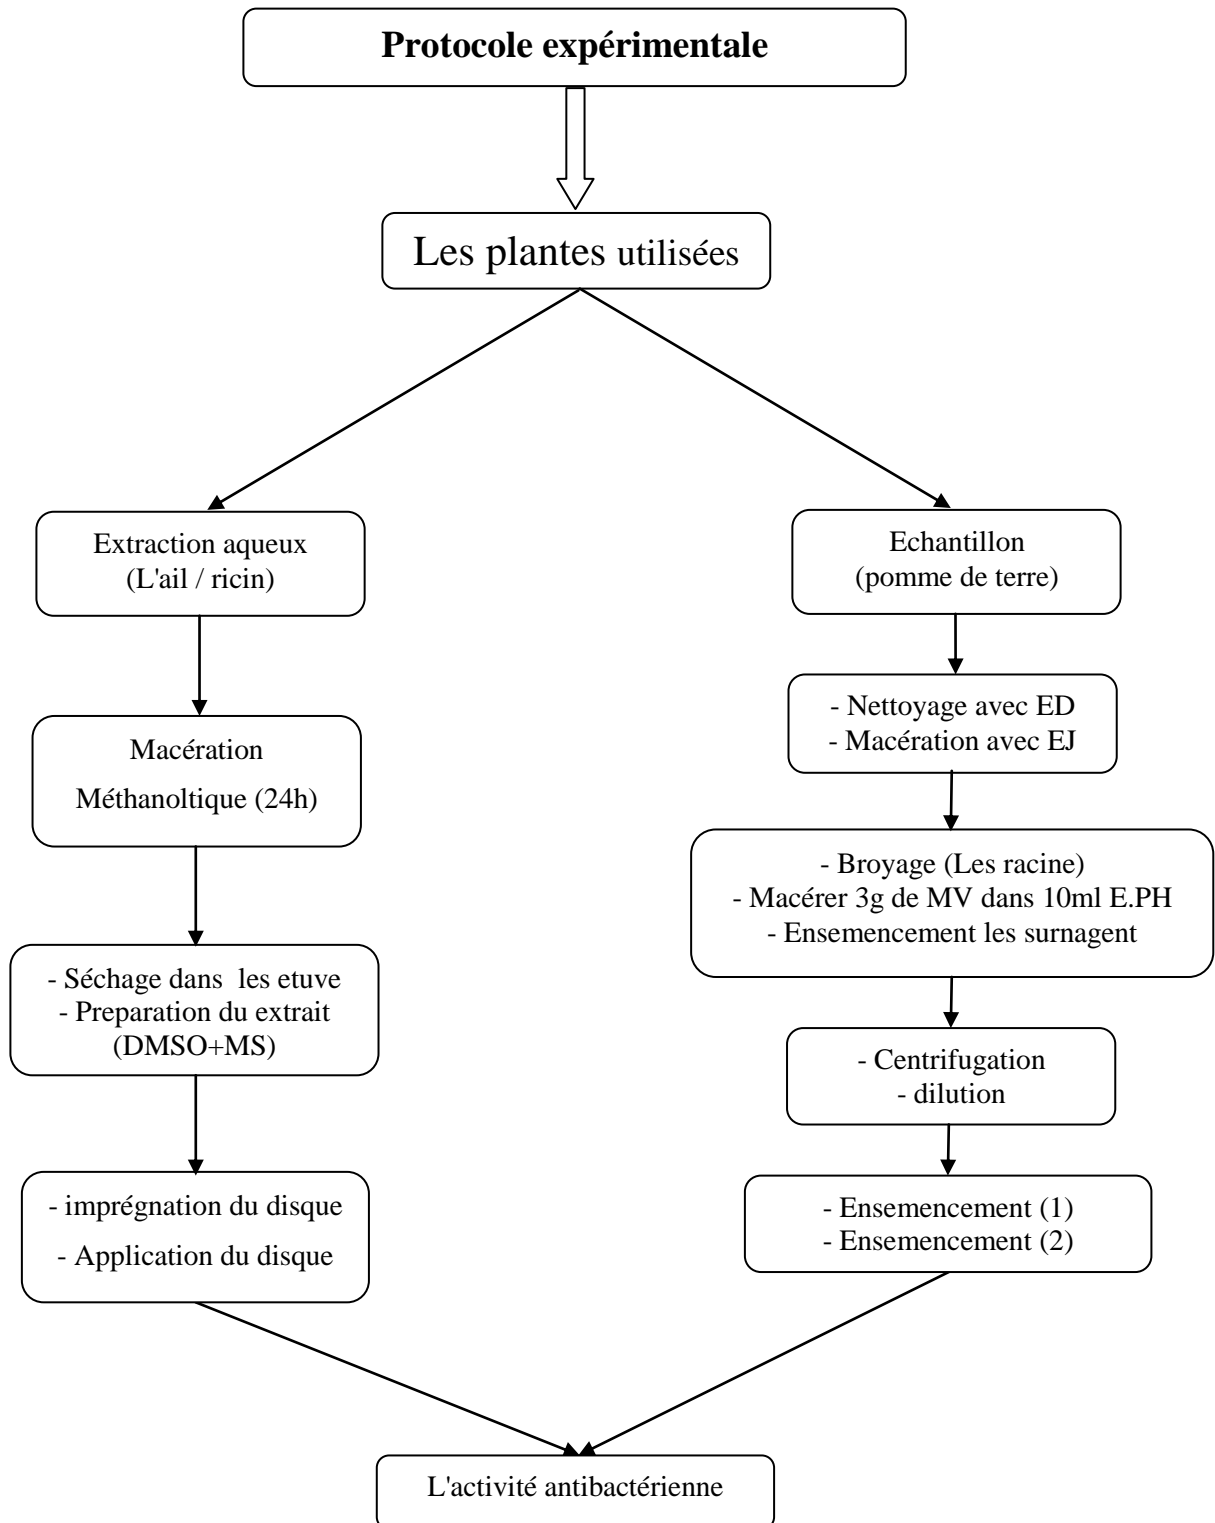 Protocole expérimentale
Les plantes utilisées
Extraction aqueux
(L'ail / ricin)
Macération
Méthanoltique (24h)
- Séchage dans les etuve
- Preparation du extrait
(DMSO+MS)
- imprégnation du disque
- Application du disque
Echantillon
(pomme de terre)
- Nettoyage avec ED
- Macération avec EJ
- Broyage (Les racine)
- Macérer 3g de MV dans 10ml E.PH
- Ensemencement les surnagent
- Centrifugation
- dilution
- Ensemencement (1)
- Ensemencement (2)
L'activité antibactérienne